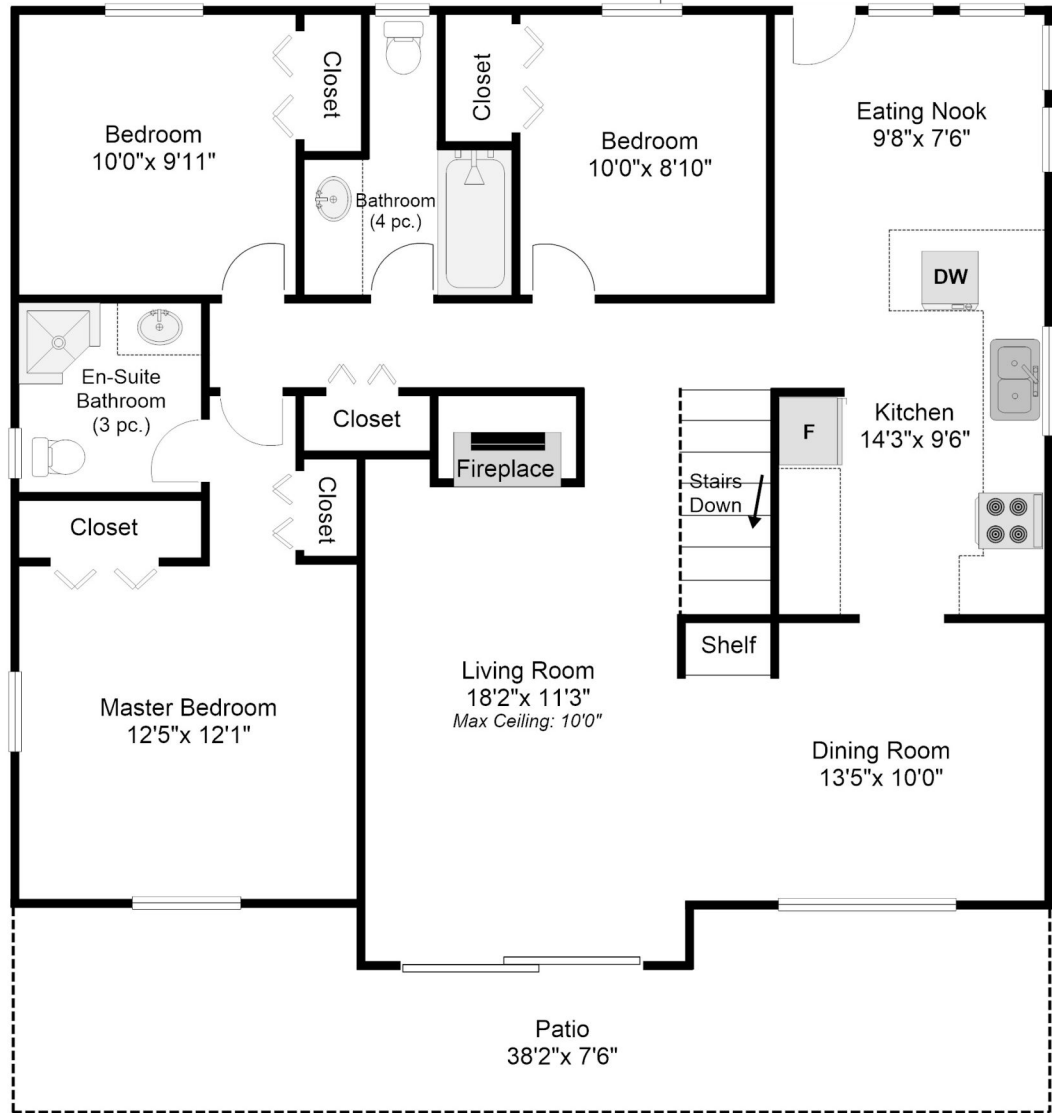 Bedroom
10'0"x 9'11"
Closet
Closet
Bedroom
10'0"x 8'10"
Eating Nook
9'8"x 7'6"
Bathroom
(4 pc.)
DW
En-Suite
Bathroom
(3 pc.)
Closet
Fireplace
Closet
Closet
Stairs
Down
F
Kitchen
14'3"x 9'6"
Shelf
Master Bedroom
12'5"x 12'1"
Living Room
18'2"x 11'3"
Max Ceiling: 10'0"
Dining Room
13'5"x 10'0"
Patio
38'2"x 7'6"